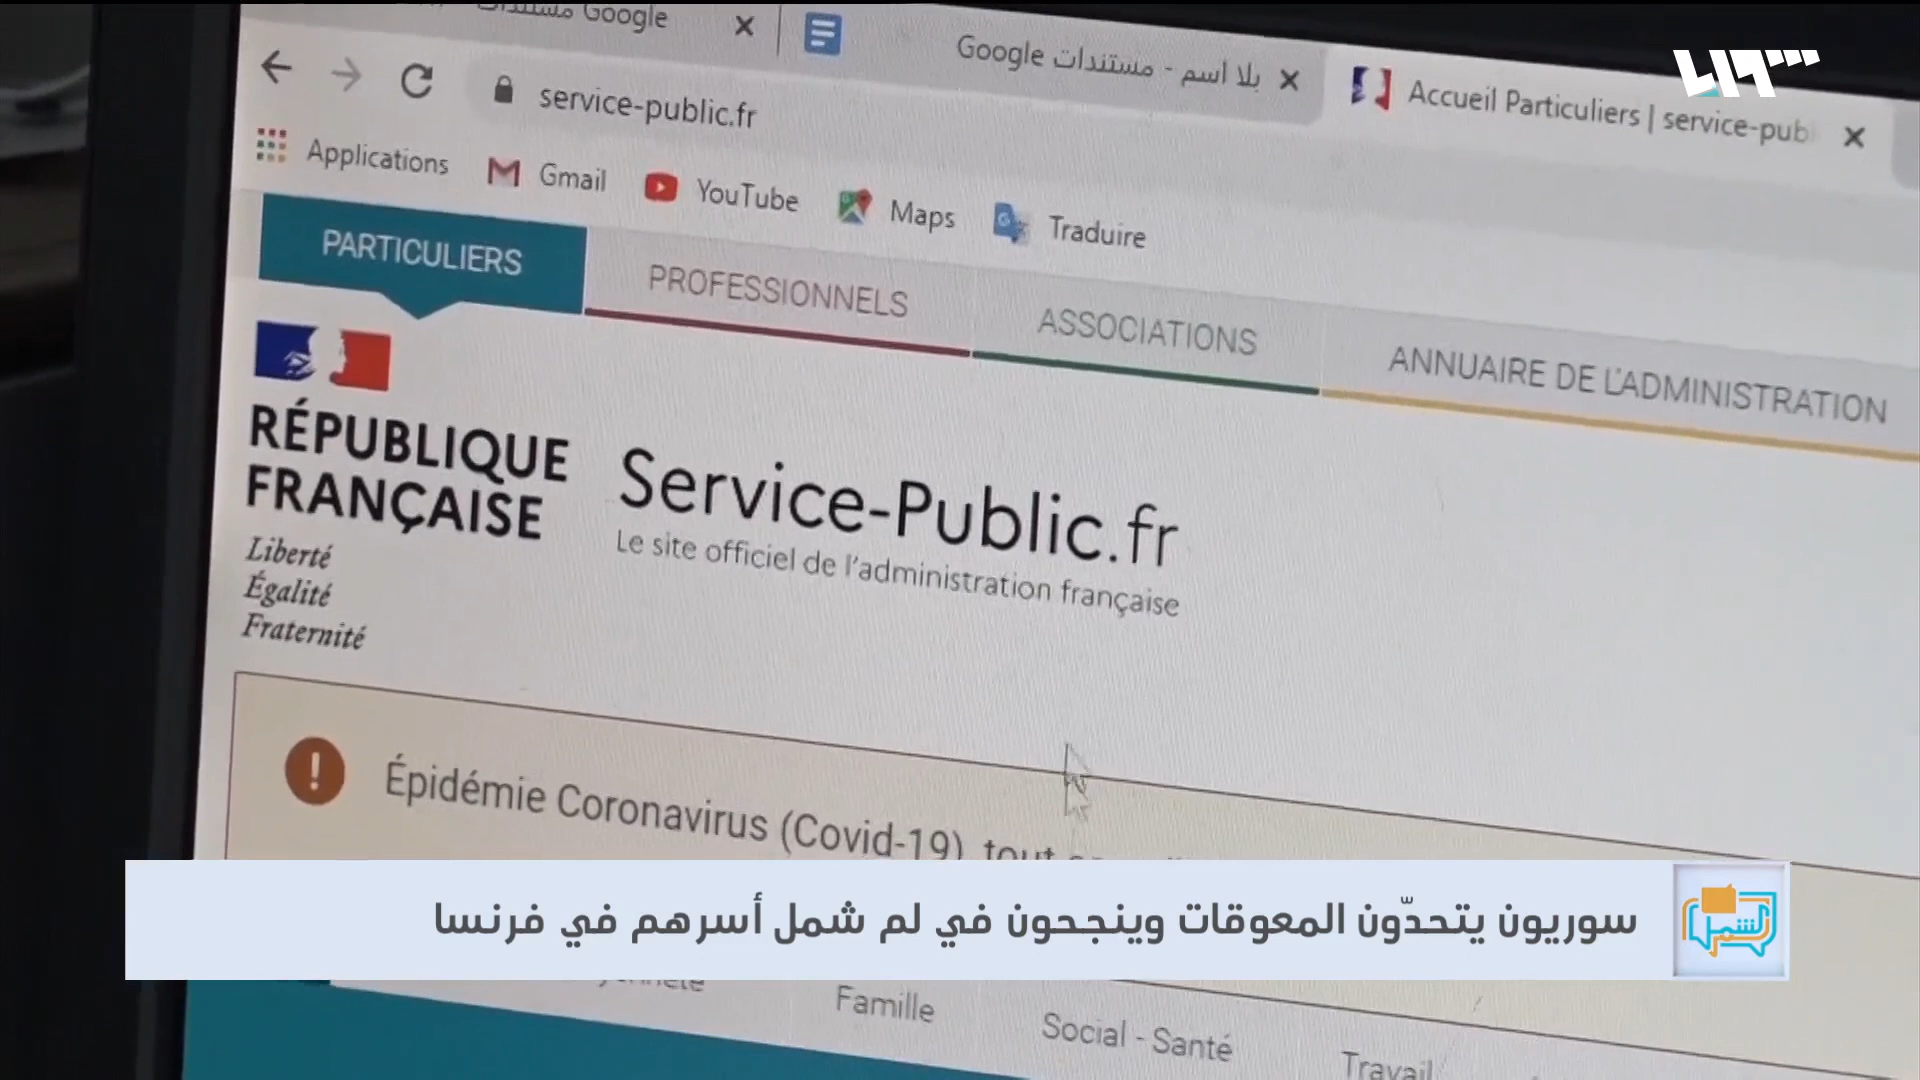 مستندات Google
بلا اسم - مستندات Google
Accueil Particuliers | service-publ
service-public.fr
Applications
Gmail
YouTube
Maps
Traduire
PARTICULIERS
PROFESSIONNELS
ASSOCIATIONS
ANNUAIRE DE L'ADMINISTRATION
RÉPUBLIQUE
FRANÇAISE
Liberté
Égalité
Fraternité
Service-Public.fr
Le site officiel de l'administration française
Épidémie Coronavirus (Covid-19), tout
سوريون يتحدّون المعوقات وينجحون في لم شمل أسرهم في فرنسا
لشمل
Famille
Social - Santé
Travail